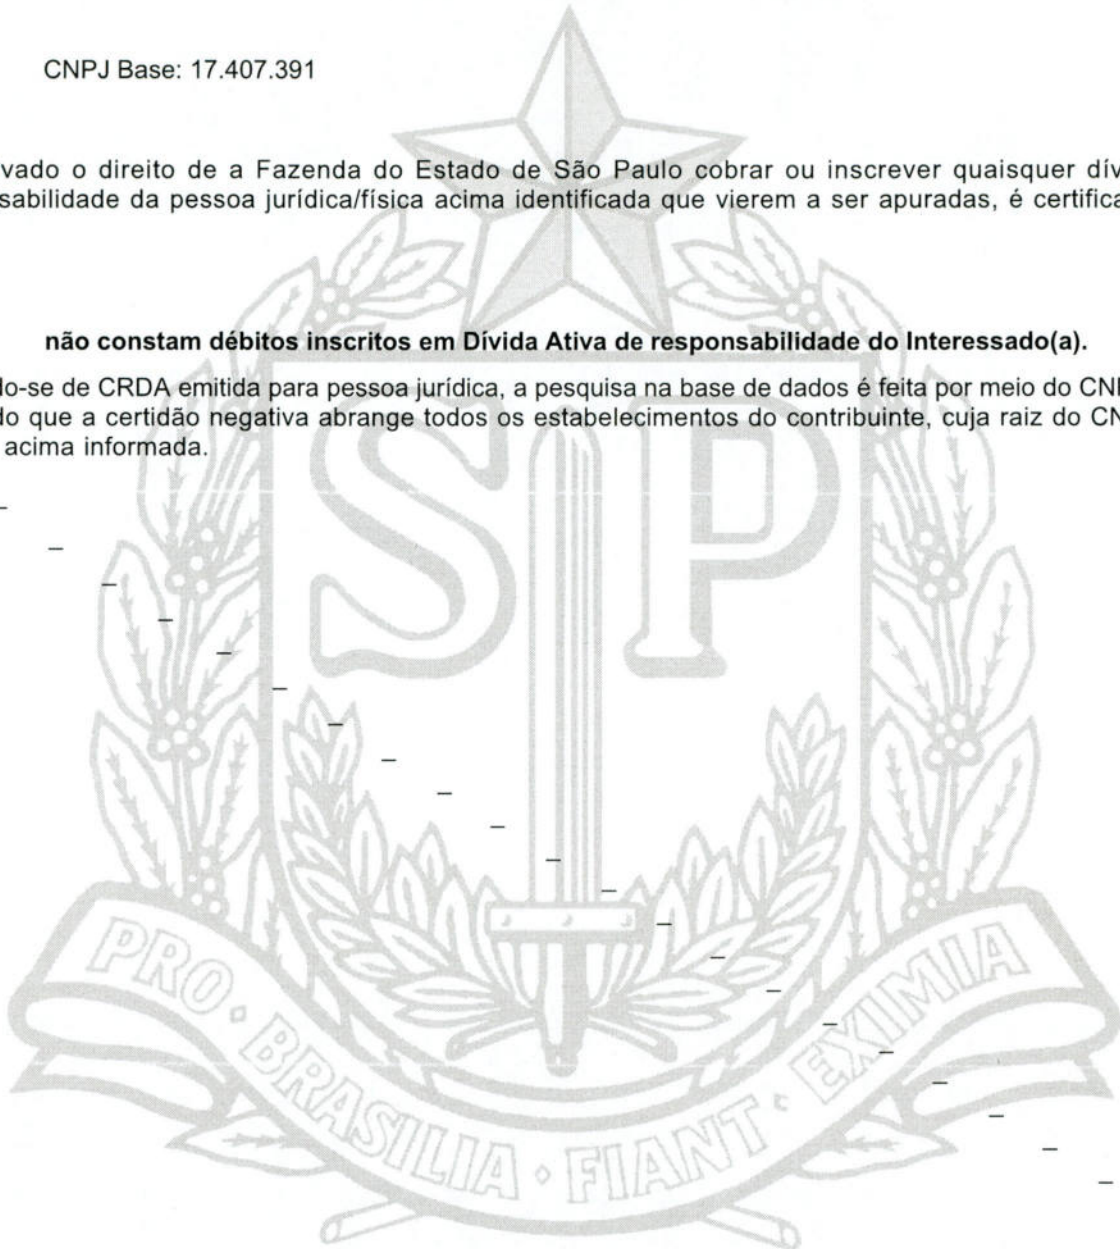 CNPJ Base: 17.407.391
vado o direito de a Fazenda do Estado de São Paulo cobrar ou inscrever quaisquer dív
sabilidade da pessoa jurídica/física acima identificada que vierem a ser apuradas, é certifica
não constam débitos inscritos em Dívida Ativa de responsabilidade do Interessado(a).
do-se de CRDA emitida para pessoa jurídica, a pesquisa na base de dados é feita por meio do CN
do que a certidão negativa abrange todos os estabelecimentos do contribuinte, cuja raiz do CN
acima informada.
SP
PRO · BRASILIA · FIANT · EXIMIA